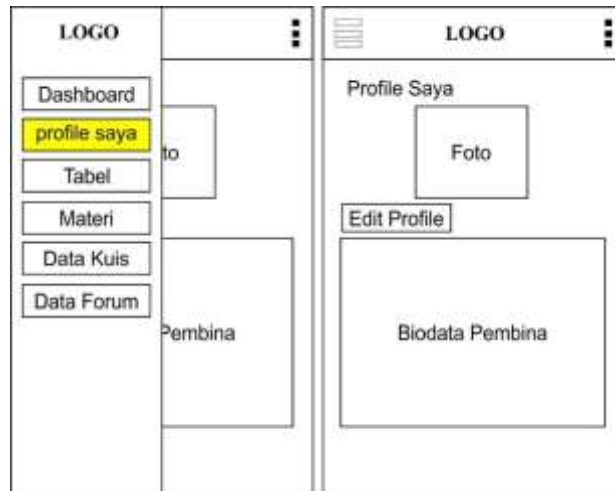 LOGO
Dashboard
profile saya
Tabel
Materi
Data Kuis
Data Forum
to
Pembina
LOGO
Profile Saya
Foto
Edit Profile
Biodata Pembina